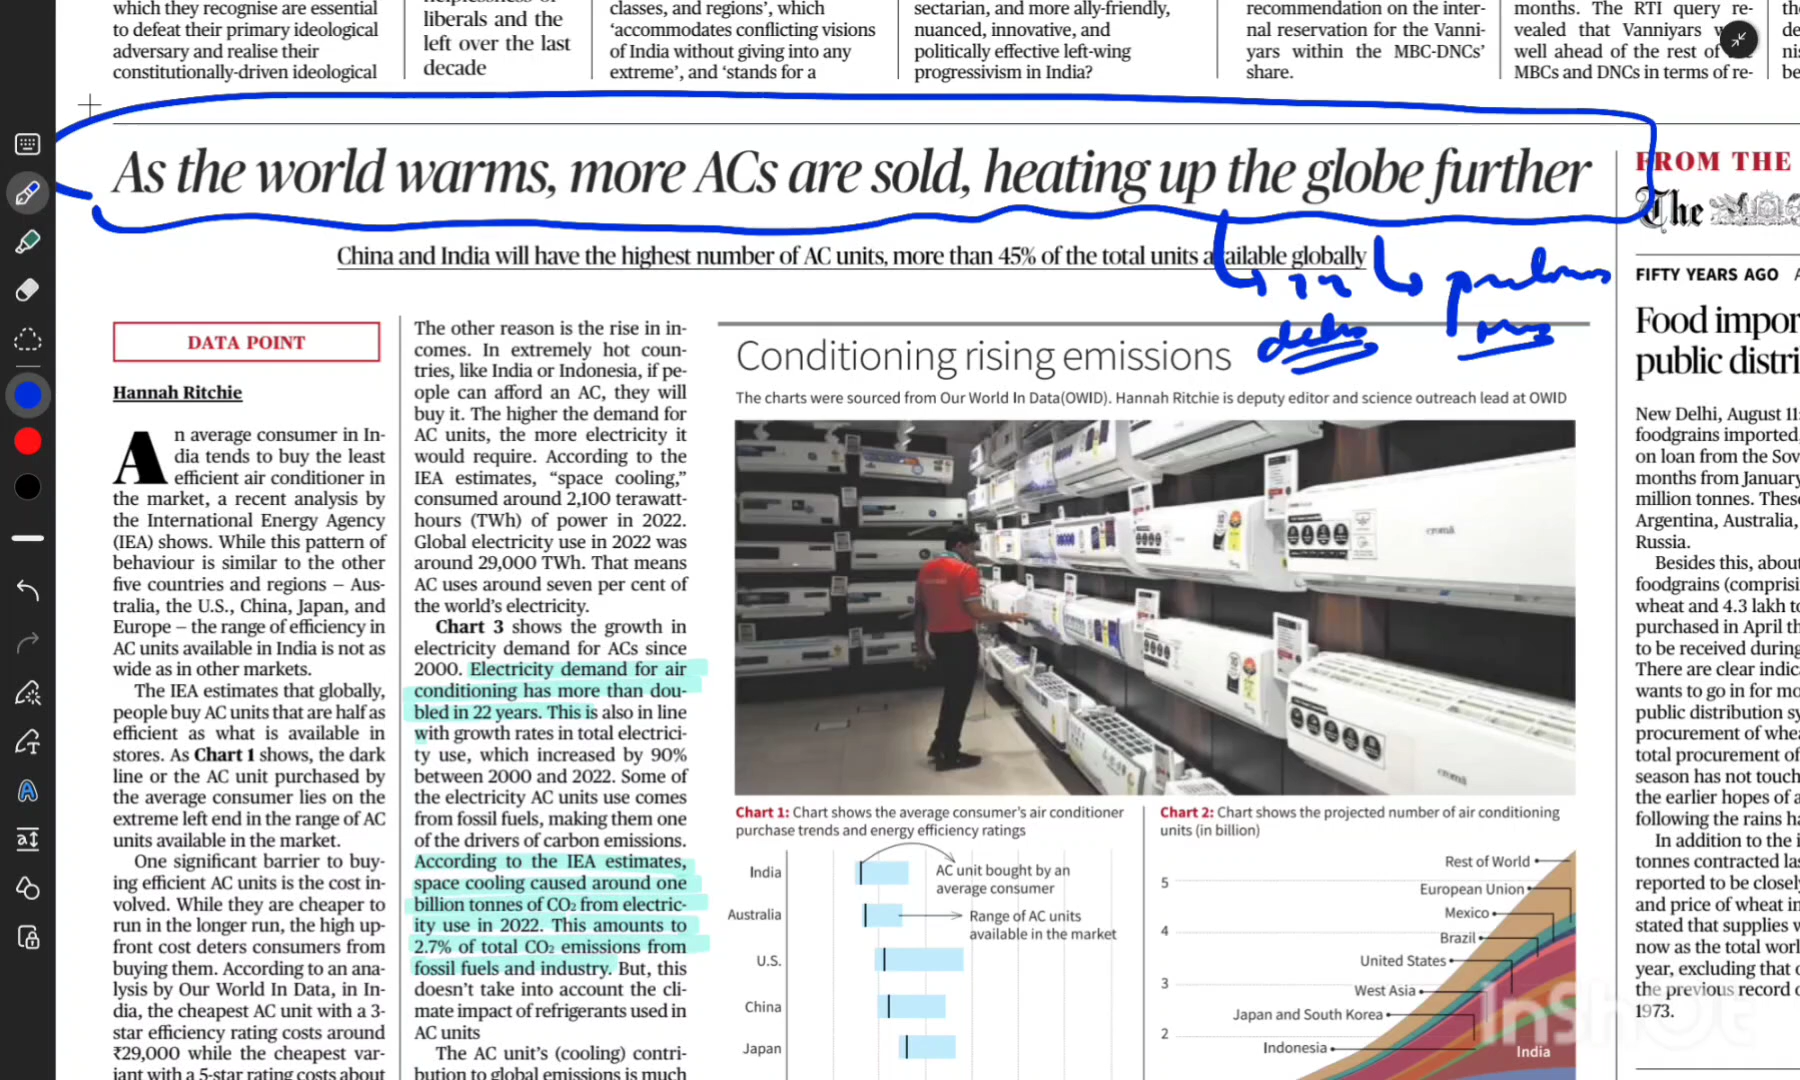 which they recognise are essential
to defeat their primary ideological
adversary and realise their
constitutionally-driven ideological
liberals and the
left over the last
decade
classes, and regions', which
'accommodates conflicting visions
of India without giving into any
extreme', and 'stands for a
sectarian, and more ally-friendly,
nuanced, innovative, and
politically effective left-wing
progressivism in India?
recommendation on the inter-
nal reservation for the Vanni-
yars within the MBC-DNCs'
share.
months. The RTI query re-
vealed that Vanniyars
well ahead of the rest of
MBCs and DNCs in terms of re-
As the world warms, more ACs are sold, heating up the globe further
China and India will have the highest number of AC units, more than 45% of the total units available globally
DATA POINT
Hannah Ritchie
An average consumer in In-
dia tends to buy the least
efficient air conditioner in
the market, a recent analysis by
the International Energy Agency
(IEA) shows. While this pattern of
behaviour is similar to the other
five countries and regions – Aus-
tralia, the U.S., China, Japan, and
Europe – the range of efficiency in
AC units available in India is not as
wide as in other markets.
The IEA estimates that globally,
people buy AC units that are half as
efficient as what is available in
stores. As Chart 1 shows, the dark
line or the AC unit purchased by
the average consumer lies on the
extreme left end in the range of AC
units available in the market.
One significant barrier to buy-
ing efficient AC units is the cost in-
volved. While they are cheaper to
run in the longer run, the high up-
front cost deters consumers from
buying them. According to an ana-
lysis by Our World In Data, in In-
dia, the cheapest AC unit with a 3-
star efficiency rating costs around
₹29,000 while the cheapest var-
iant with a 5-star rating costs about
The other reason is the rise in in-
comes. In extremely hot coun-
tries, like India or Indonesia, if pe-
ople can afford an AC, they will
buy it. The higher the demand for
AC units, the more electricity it
would require. According to the
IEA estimates, "space cooling,"
consumed around 2,100 terawatt-
hours (TWh) of power in 2022.
Global electricity use in 2022 was
around 29,000 TWh. That means
AC uses around seven per cent of
the world's electricity.
Chart 3 shows the growth in
electricity demand for ACs since
2000. Electricity demand for air
conditioning has more than dou-
bled in 22 years. This is also in line
with growth rates in total electrici-
ty use, which increased by 90%
between 2000 and 2022. Some of
the electricity AC units use comes
from fossil fuels, making them one
of the drivers of carbon emissions.
According to the IEA estimates,
space cooling caused around one
billion tonnes of CO₂ from electric-
ity use in 2022. This amounts to
2.7% of total CO₂ emissions from
fossil fuels and industry. But, this
doesn't take into account the cli-
mate impact of refrigerants used in
AC units
The AC unit's (cooling) contri-
bution to global emissions is much
Conditioning rising emissions
The charts were sourced from Our World In Data(OWID). Hannah Ritchie is deputy editor and science outreach lead at OWID
croma
croma
Chart 1: Chart shows the average consumer's air conditioner
purchase trends and energy efficiency ratings
India
Australia
U.S.
China
Japan
AC unit bought by an
average consumer
Range of AC units
available in the market
Chart 2: Chart shows the projected number of air conditioning
units (in billion)
5
4
3
2
Rest of World
European Union
Mexico
Brazil
United States
West Asia
Japan and South Korea
Indonesia
India
InShOt
FROM THE
The
FIFTY YEARS AGO
Food impor
public distri
New Delhi, August 11:
foodgrains imported,
on loan from the Sov
months from January
million tonnes. These
Argentina, Australia,
Russia.
Besides this, about
foodgrains (comprisi
wheat and 4.3 lakh to
purchased in April th
to be received during
There are clear indica
wants to go in for mo
public distribution sy
procurement of whea
total procurement of
season has not touch
the earlier hopes of a
following the rains ha
In addition to the i
tonnes contracted las
reported to be closely
and price of wheat in
stated that supplies w
now as the total worl
year, excluding that o
the previous record o
1973.